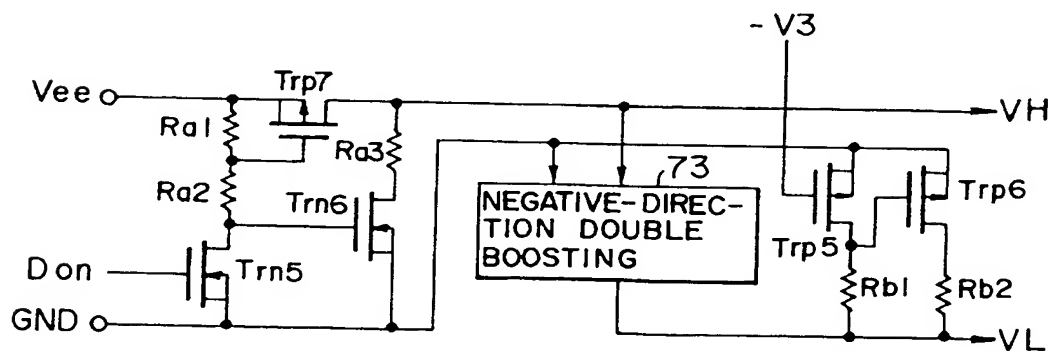 - V3
Trp7
Vee
VH
Ra1
Ra3
73
Ra2
Trn6
NEGATIVE-DIREC-
TION DOUBLE
BOOSTING
Trp6
Trp5
Don
Trn5
Rb1
Rb2
GND
VL